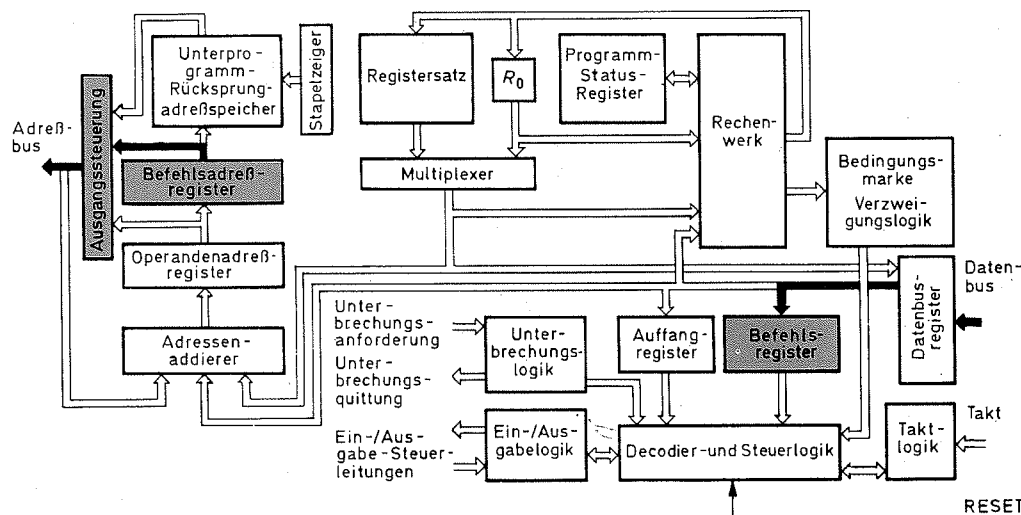 Unterpro-
gramm-
Rücksprung-
adreßspeicher
Stapelzeiger
Ausgangssteuerung
Adreß-
bus
Befehlsadreß-
register
Operandenadreß-
register
Adressen-
addierer
Registersatz
R0
Programm-
Status-
Register
Rechen-
werk
Multiplexer
Bedingungs-
marke
Verzwei-
gungslogik
Daten-
bus
Datenbus-
register
Unter-
brechungs-
anforderung
Unter-
brechungs-
quittung
Unter-
brechungs-
logik
Auffang-
register
Befehls-
register
Ein-/Aus-
gabe-Steuer-
leitungen
Ein-/Aus-
gabelogik
Decodier-und Steuerlogik
Takt-
logik
Takt
RESET